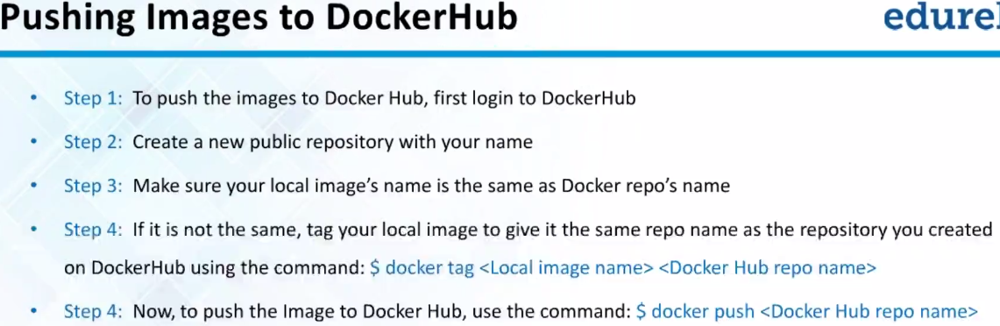 Pushing Images to DockerHub
edurek
• Step 1: To push the images to Docker Hub, first login to DockerHub
• Step 2: Create a new public repository with your name
• Step 3: Make sure your local image’s name is the same as Docker repo’s name
• Step 4: If it is not the same, tag your local image to give it the same repo name as the repository you created
on DockerHub using the command: $ docker tag <Local image name> <Docker Hub repo name>
• Step 4: Now, to push the Image to Docker Hub, use the command: $ docker push <Docker Hub repo name>